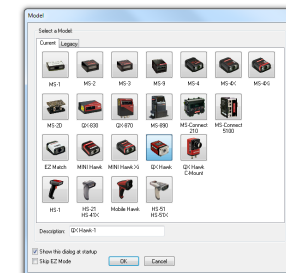 Model
Select a Model:
Current Legacy
MS-1 MS-2 MS-3 MS-9 MS-4 MS-4X MS-4Xi
MS-2D QX-830 QX-870 MS-890 MS-Connect 210 MS-Connect 5100
EZ Match MINI Hawk MINI Hawk Xi QX Hawk QX Hawk C-Mount
HS-1 HS-21 HS-41X Mobile Hawk HS-51 HS-51X
Description: QX Hawk-1
Show this dialog at startup
Skip EZ Mode OK Cancel